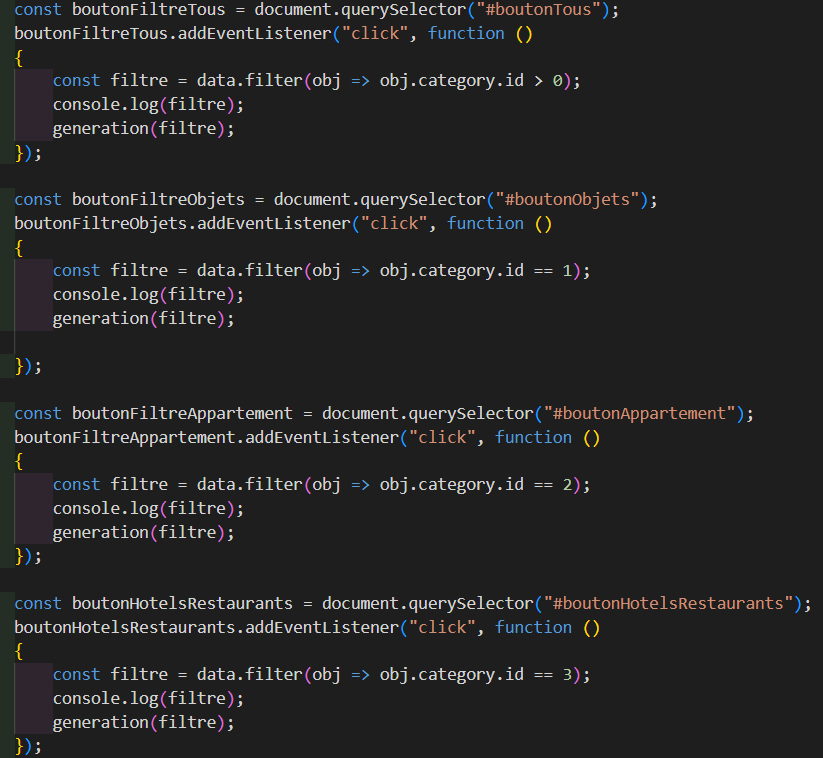 const boutonFiltreTous = document.querySelector("#boutonTous");
boutonFiltreTous.addEventListener("click", function ()
{
    const filtre = data.filter(obj => obj.category.id > 0);
    console.log(filtre);
    generation(filtre);
});

const boutonFiltreObjets = document.querySelector("#boutonObjets");
boutonFiltreObjets.addEventListener("click", function ()
{
    const filtre = data.filter(obj => obj.category.id == 1);
    console.log(filtre);
    generation(filtre);

});

const boutonFiltreAppartement = document.querySelector("#boutonAppartement");
boutonFiltreAppartement.addEventListener("click", function ()
{
    const filtre = data.filter(obj => obj.category.id == 2);
    console.log(filtre);
    generation(filtre);
});

const boutonHotelsRestaurants = document.querySelector("#boutonHotelsRestaurants");
boutonHotelsRestaurants.addEventListener("click", function ()
{
    const filtre = data.filter(obj => obj.category.id == 3);
    console.log(filtre);
    generation(filtre);
});